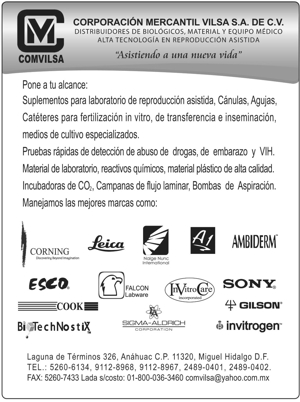 CM
COMVILSA
CORPORACIÓN MERCANTIL VILSA S.A. DE C.V.
DISTRIBUIDORES DE BIOLÓGICOS, MATERIAL Y EQUIPO MÉDICO
ALTA TECNOLOGÍA EN REPRODUCCIÓN ASISTIDA
"Asistiendo a una nueva vida"
Pone a tu alcance:
Suplementos para laboratorio de reproducción asistida, Cánulas, Agujas,
Catéteres para fertilización in vitro, de transferencia e inseminación,
medios de cultivo especializados.
Pruebas rápidas de detección de abuso de drogas, de embarazo y VIH.
Material de laboratorio, reactivos químicos, material plástico de alta calidad.
Incubadoras de CO2, Campanas de flujo laminar, Bombas de Aspiración.
Manejamos las mejores marcas como:
CORNING
Discovering Beyond Imagination
Leica
Nalge Nunc
International
A1
AMBIDERM
ESCO
FALCON
Labware
InVitroCare
incorporated
SONY
COOK
GILSON
BioTechNostiX
SIGMA-ALDRICH
CORPORATION
invitrogen
Laguna de Términos 326, Anáhuac C.P. 11320, Miguel Hidalgo D.F.
TEL.: 5260-6134, 9112-8968, 9112-8967, 2489-0401, 2489-0402.
FAX: 5260-7433 Lada s/costo: 01-800-036-3460 comvilsa@yahoo.com.mx